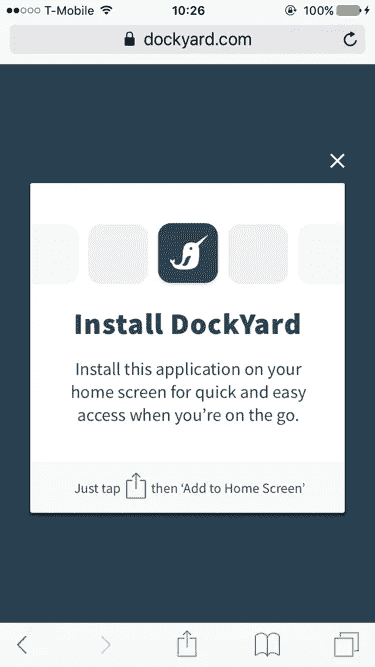 T-Mobile 10:26 100%
dockyard.com
Install DockYard
Install this application on your
home screen for quick and easy
access when you’re on the go.
Just tap then ‘Add to Home Screen’